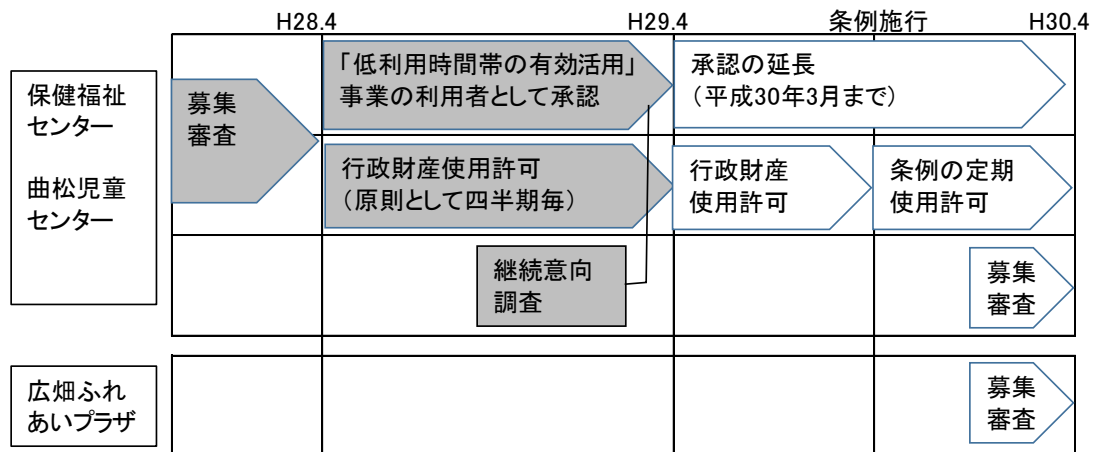 H28.4
H29.4
条例施行
H30.4
保健福祉
センター
曲松児童
センター
募集
審査
「低利用時間帯の有効活用」
事業の利用者として承認
承認の延長
（平成30年3月まで）
行政財産使用許可
（原則として四半期毎）
行政財産
使用許可
条例の定期
使用許可
継続意向
調査
募集
審査
広畑ふれ
あいプラザ
募集
審査